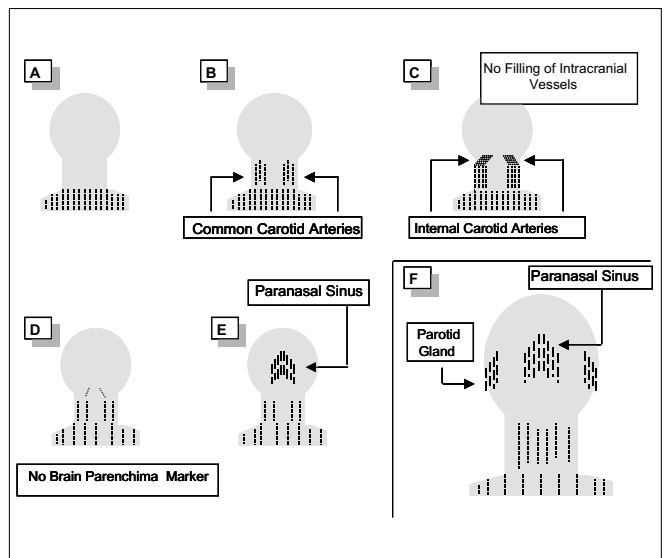 A
B
C
No Filling of Intracranial
Vessels
Common Carotid Arteries
Internal Carotid Arteries
D
E
Paranasal Sinus
F
Paranasal Sinus
Parotid
Gland
No Brain Parenchima Marker